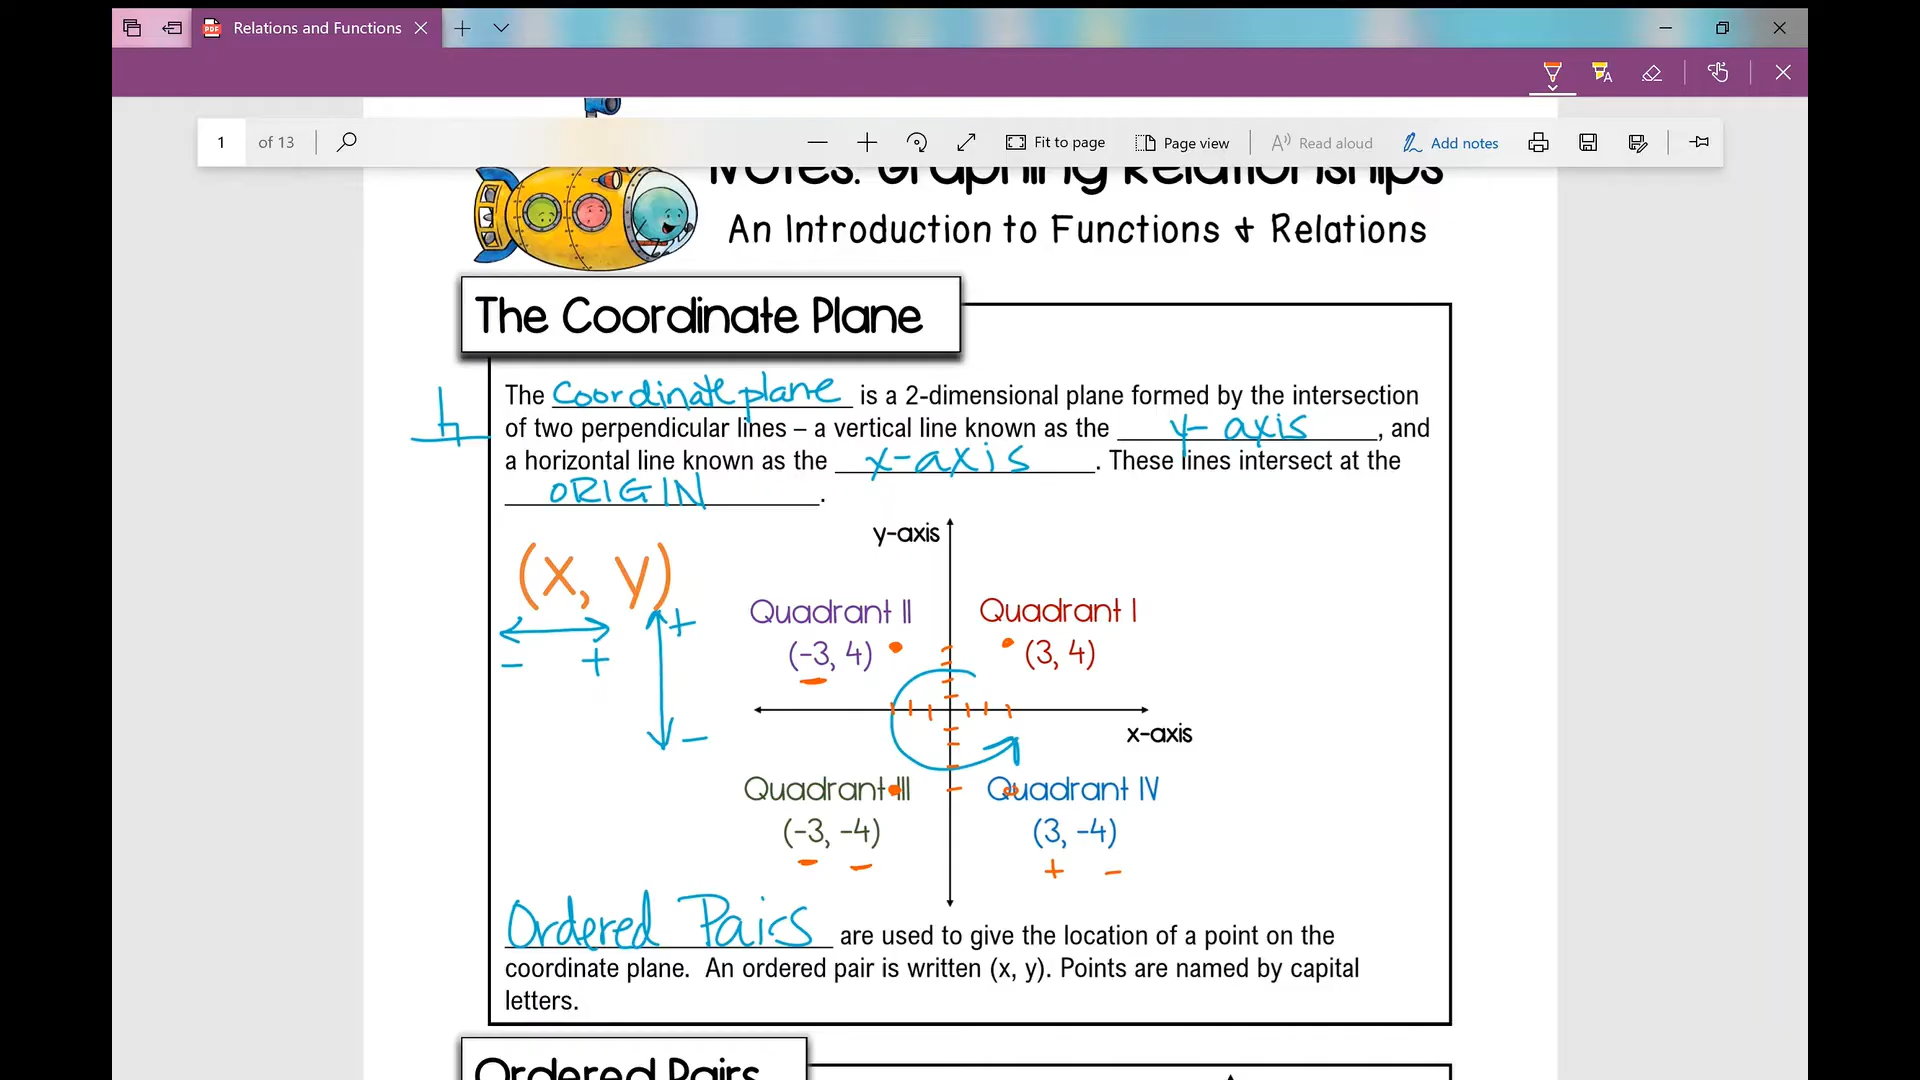 Relations and Functions
1 of 13
Fit to page
Page view
Read aloud
Add notes
Notes: Graphing Relationships
An Introduction to Functions & Relations
The Coordinate Plane
The Coordinate plane is a 2-dimensional plane formed by the intersection
of two perpendicular lines – a vertical line known as the y-axis, and
a horizontal line known as the x-axis. These lines intersect at the
ORIGIN.
y-axis
(x, y)
+
- +
-
Quadrant II
(-3, 4)
-
Quadrant I
(3, 4)
x-axis
Quadrant III
(-3, -4)
- -
Quadrant IV
(3, -4)
+ -
Ordered Pairs are used to give the location of a point on the
coordinate plane. An ordered pair is written (x, y). Points are named by capital
letters.
Ordered Pairs